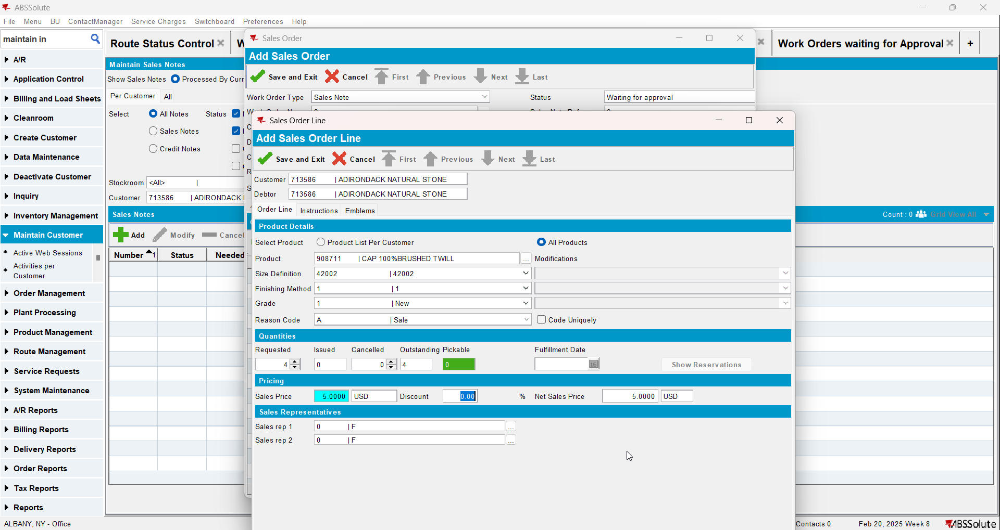 ABSSolute
File Menu BU ContactManager Service Charges Switchboard Preferences Help
maintain in
Route Status Control
Work Orders waiting for Approval
+
A/R
Application Control
Billing and Load Sheets
Cleanroom
Create Customer
Data Maintenance
Deactivate Customer
Inquiry
Inventory Management
Maintain Customer
Active Web Sessions
Activities per
Customer
Order Management
Plant Processing
Product Management
Route Management
Service Requests
System Maintenance
A/R Reports
Billing Reports
Delivery Reports
Order Reports
Tax Reports
Reports
ALBANY, NY - Office
Maintain Sales Notes
Show Sales Notes Processed By Curr
Per Customer All
Select All Notes Status
Sales Notes
Credit Notes
Stockroom <All> |
Customer 713586 | ADIRONDACK
Sales Notes
Count : 0 Grid View All
Add Modify Cancel
Number 1 Status Needed
Sales Order
Add Sales Order
Save and Exit Cancel First Previous Next Last
Work Order Type Sales Note Status Waiting for approval
Sales Order Line
Add Sales Order Line
Save and Exit Cancel First Previous Next Last
Customer 713586 | ADIRONDACK NATURAL STONE
Debtor 713586 | ADIRONDACK NATURAL STONE
Order Line Instructions Emblems
Product Details
Select Product Product List Per Customer All Products
Product 908711 | CAP 100%BRUSHED TWILL ... Modifications
Size Definition 42002 | 42002
Finishing Method 1 | 1
Grade 1 | New
Reason Code A | Sale Code Uniquely
Quantities
Requested Issued Cancelled Outstanding Pickable Fulfillment Date
4 0 0 4 0 15 Show Reservations
Pricing
Sales Price 5.0000 USD Discount 0.00 % Net Sales Price 5.0000 USD
Sales Representatives
Sales rep 1 0 | F ...
Sales rep 2 0 | F ...
Contacts 0 Feb 20, 2025 Week 8 ABSSolute